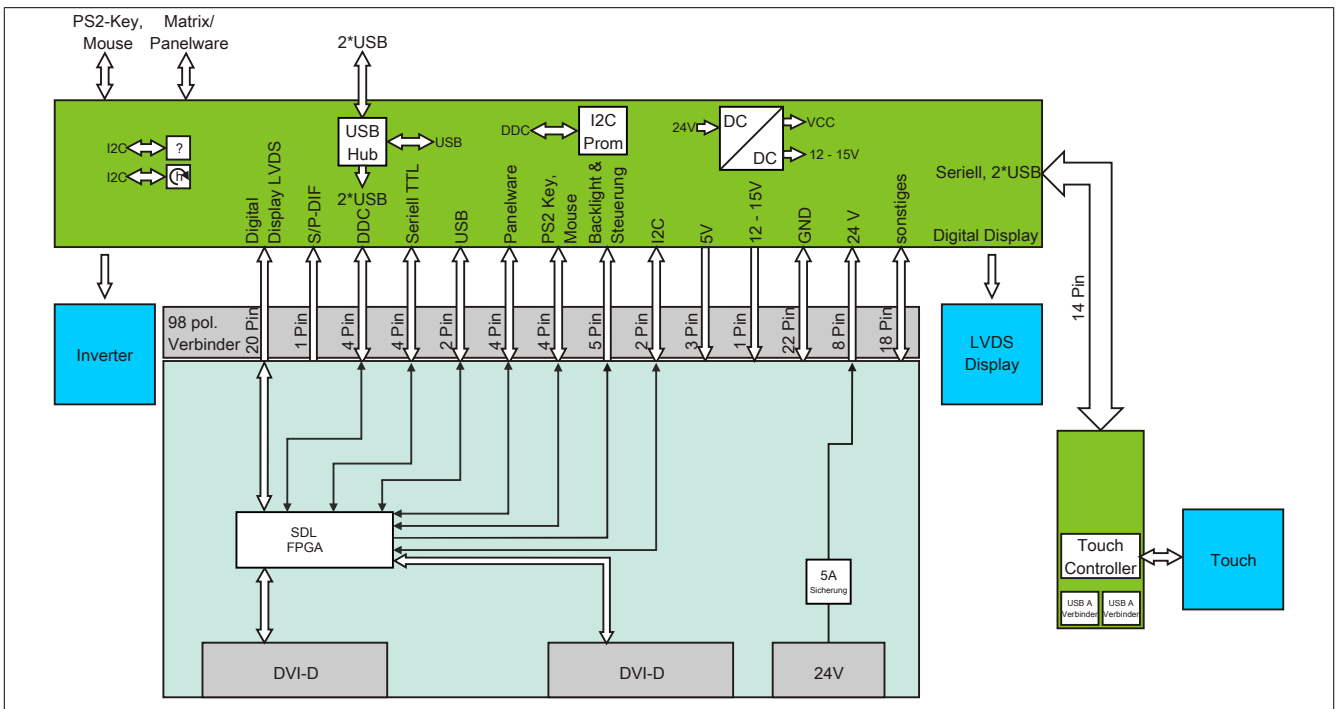 PS2-Key,
Mouse
Matrix/
Panelware
2*USB
I2C
?
I2C
h
USB
Hub
USB
2*USB
DDC
I2C
Prom
24V
DC
DC
VCC
12 - 15V
Seriell, 2*USB
Digital Display
Digital
Display LVDS
S/P-DIF
DDC
Seriell TTL
USB
Panelware
PS2 Key,
Mouse
Backlight &
Steuerung
I2C
5V
12 - 15V
GND
24 V
sonstiges
Inverter
98 pol.
Verbinder
20 Pin
1 Pin
4 Pin
4 Pin
2 Pin
4 Pin
4 Pin
5 Pin
2 Pin
3 Pin
1 Pin
22 Pin
8 Pin
18 Pin
LVDS
Display
14 Pin
SDL
FPGA
5A
Sicherung
DVI-D
DVI-D
24V
Touch
Controller
USB A
Verbinder
USB A
Verbinder
Touch